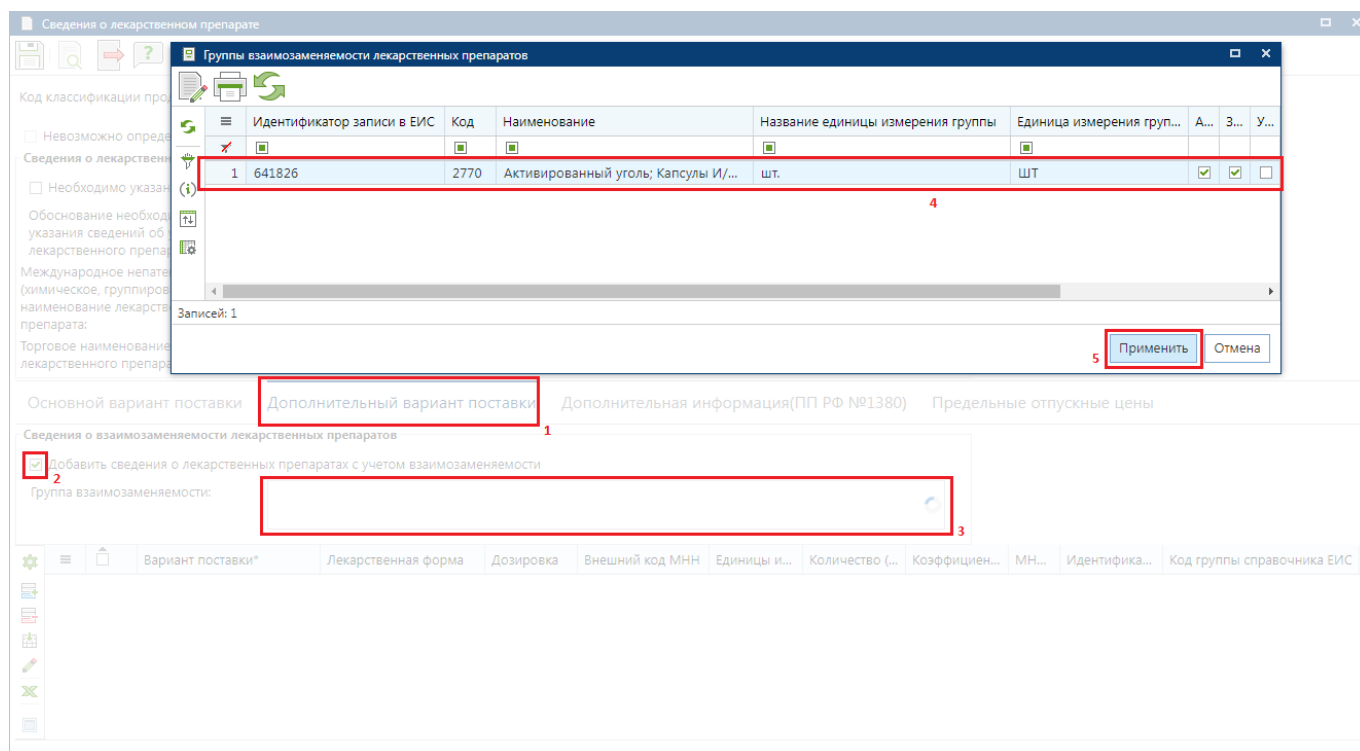 Сведения о лекарственном препарате
Группы взаимозаменяемости лекарственных препаратов
Код классификации про
Идентификатор записи в ЕИС Код Наименование Название единицы измерения группы Единица измерения груп... А... З... У...
Невозможно опреде
Сведения о лекарственн
1 641826 2770 Активированный уголь; Капсулы И/... шт. ШТ
4
Необходимо указан
Обоснование необход
указания сведений об
лекарственного препар
Международное непате
(химическое, группиров
наименование лекарств
препарата:
Записей: 1
Торговое наименование
лекарственного препара
5 Применить Отмена
Основной вариант поставки Дополнительный вариант поставки Дополнительная информация(ПП РФ №1380) Предельные отпускные цены
1
Сведения о взаимозаменяемости лекарственных препаратов
Добавить сведения о лекарственных препаратах с учетом взаимозаменяемости
2
Группа взаимозаменяемости:
3
Вариант поставки* Лекарственная форма Дозировка Внешний код МНН Единицы и... Количество (... Коэффициен... МН... Идентифика... Код группы справочника ЕИС